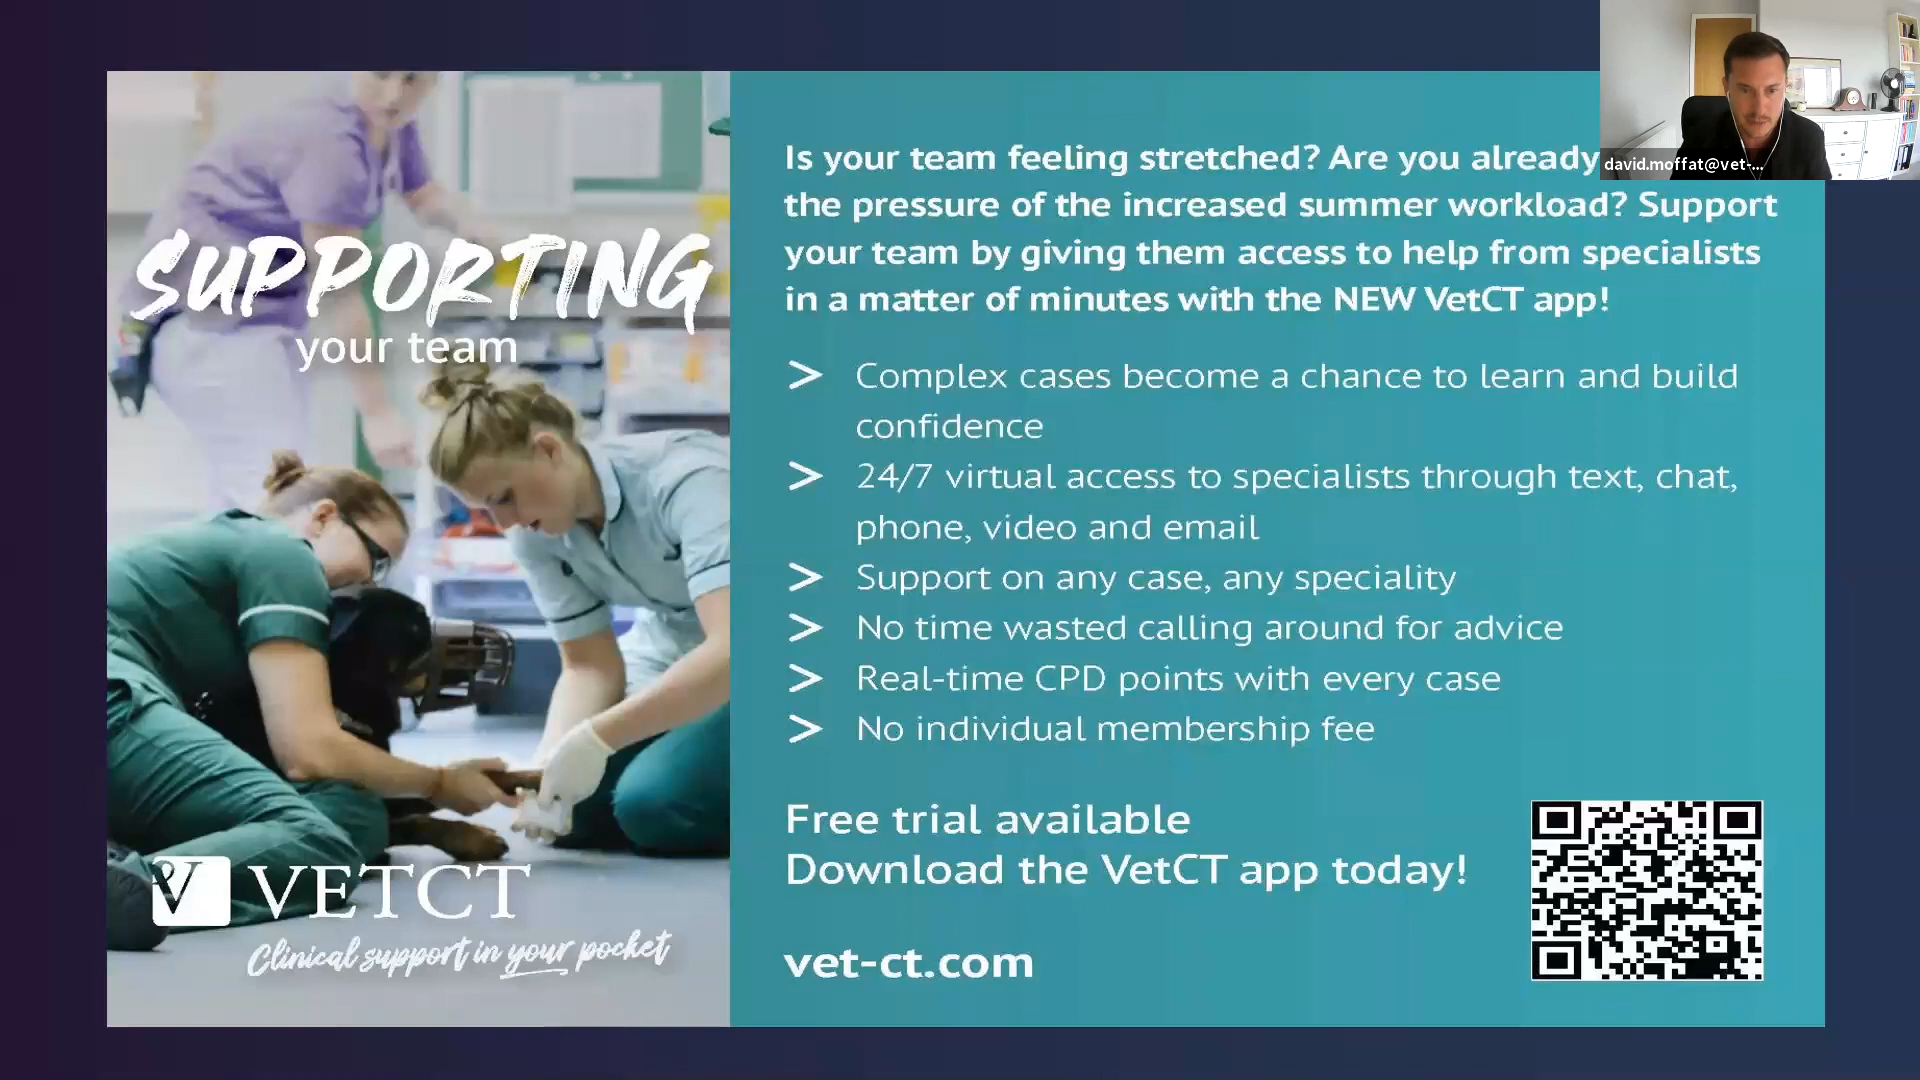 david.moffat@vet-...
SUPPORTING
your team
VETCT
Clinical support in your pocket
Is your team feeling stretched? Are you already
the pressure of the increased summer workload? Support
your team by giving them access to help from specialists
in a matter of minutes with the NEW VetCT app!
> Complex cases become a chance to learn and build
confidence
> 24/7 virtual access to specialists through text, chat,
phone, video and email
> Support on any case, any speciality
> No time wasted calling around for advice
> Real-time CPD points with every case
> No individual membership fee
Free trial available
Download the VetCT app today!
vet-ct.com